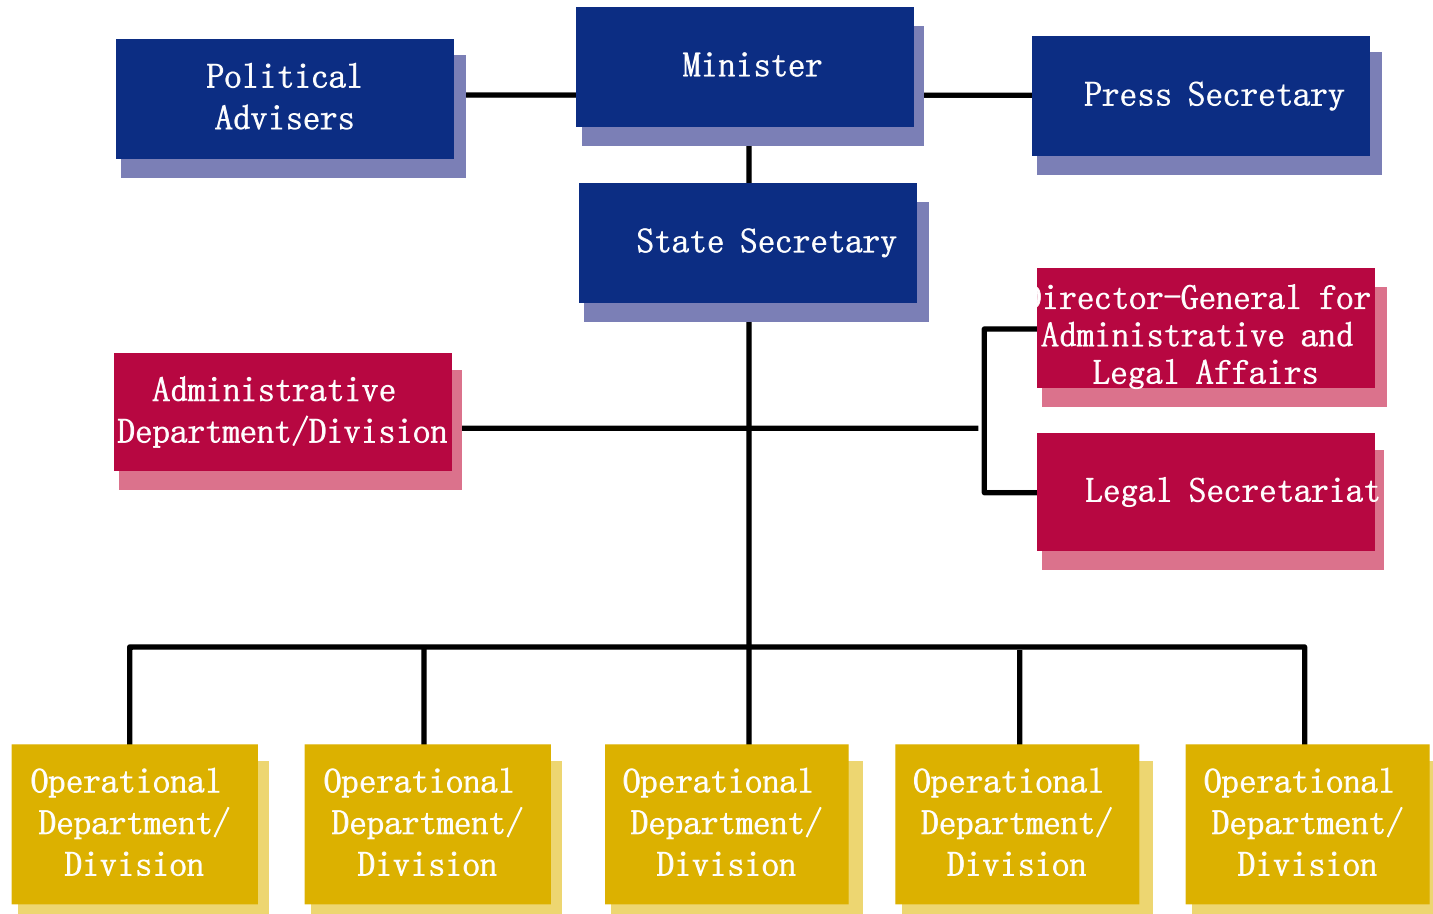 Political
Advisers
Minister
Press Secretary
State Secretary
Director-General for
Administrative and
Legal Affairs
Administrative
Department/Division
Legal Secretariat
Operational
Department/
Division
Operational
Department/
Division
Operational
Department/
Division
Operational
Department/
Division
Operational
Department/
Division